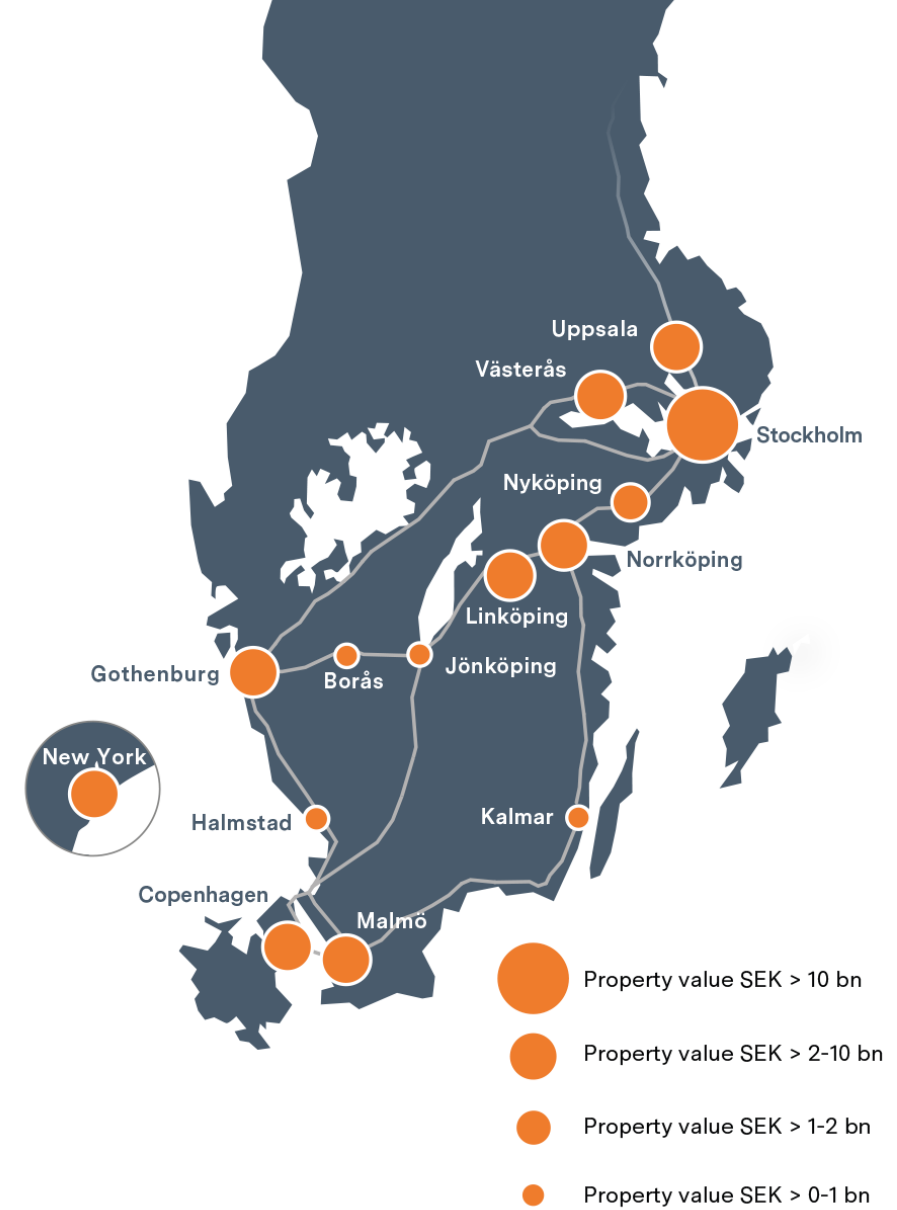 Uppsala
Västerås
Stockholm
Nyköping
Norrköping
Linköping
Jönköping
Gothenburg
Borås
New York
Halmstad
Kalmar
Copenhagen
Malmö
Property value SEK > 10 bn
Property value SEK > 2-10 bn
Property value SEK > 1-2 bn
Property value SEK > 0-1 bn